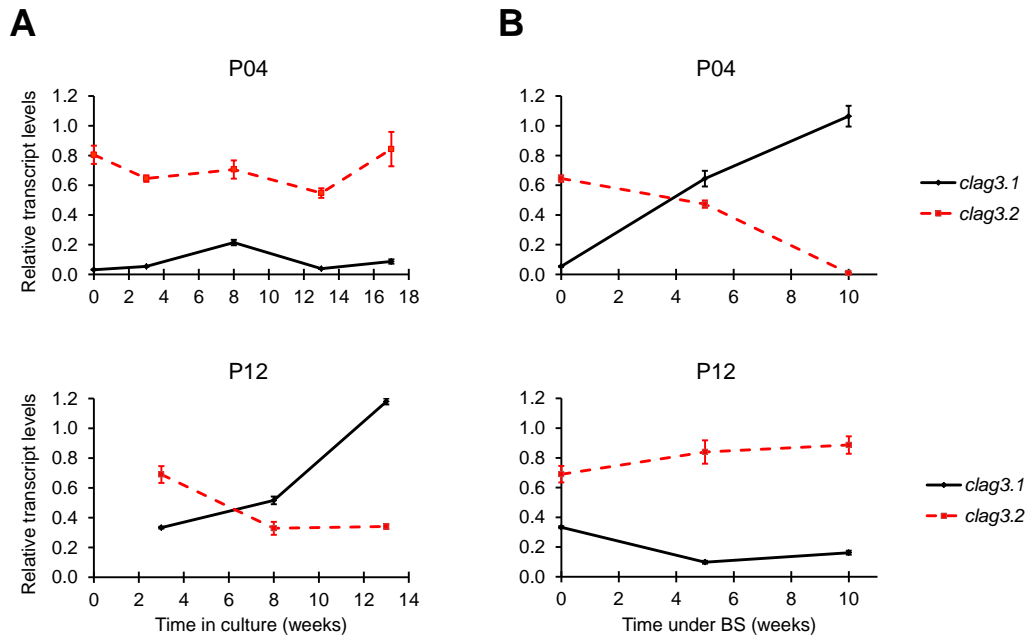 A
B
P04
P04
Relative transcript levels
1.2
1.0
0.8
0.6
0.4
0.2
0.0
0 2 4 6 8 10 12 14 16 18
1.2
1.0
0.8
0.6
0.4
0.2
0.0
0 2 4 6 8 10
clag3.1
clag3.2
P12
P12
Relative transcript levels
1.2
1.0
0.8
0.6
0.4
0.2
0.0
0 2 4 6 8 10 12 14
Time in culture (weeks)
1.2
1.0
0.8
0.6
0.4
0.2
0.0
0 2 4 6 8 10
Time under BS (weeks)
clag3.1
clag3.2